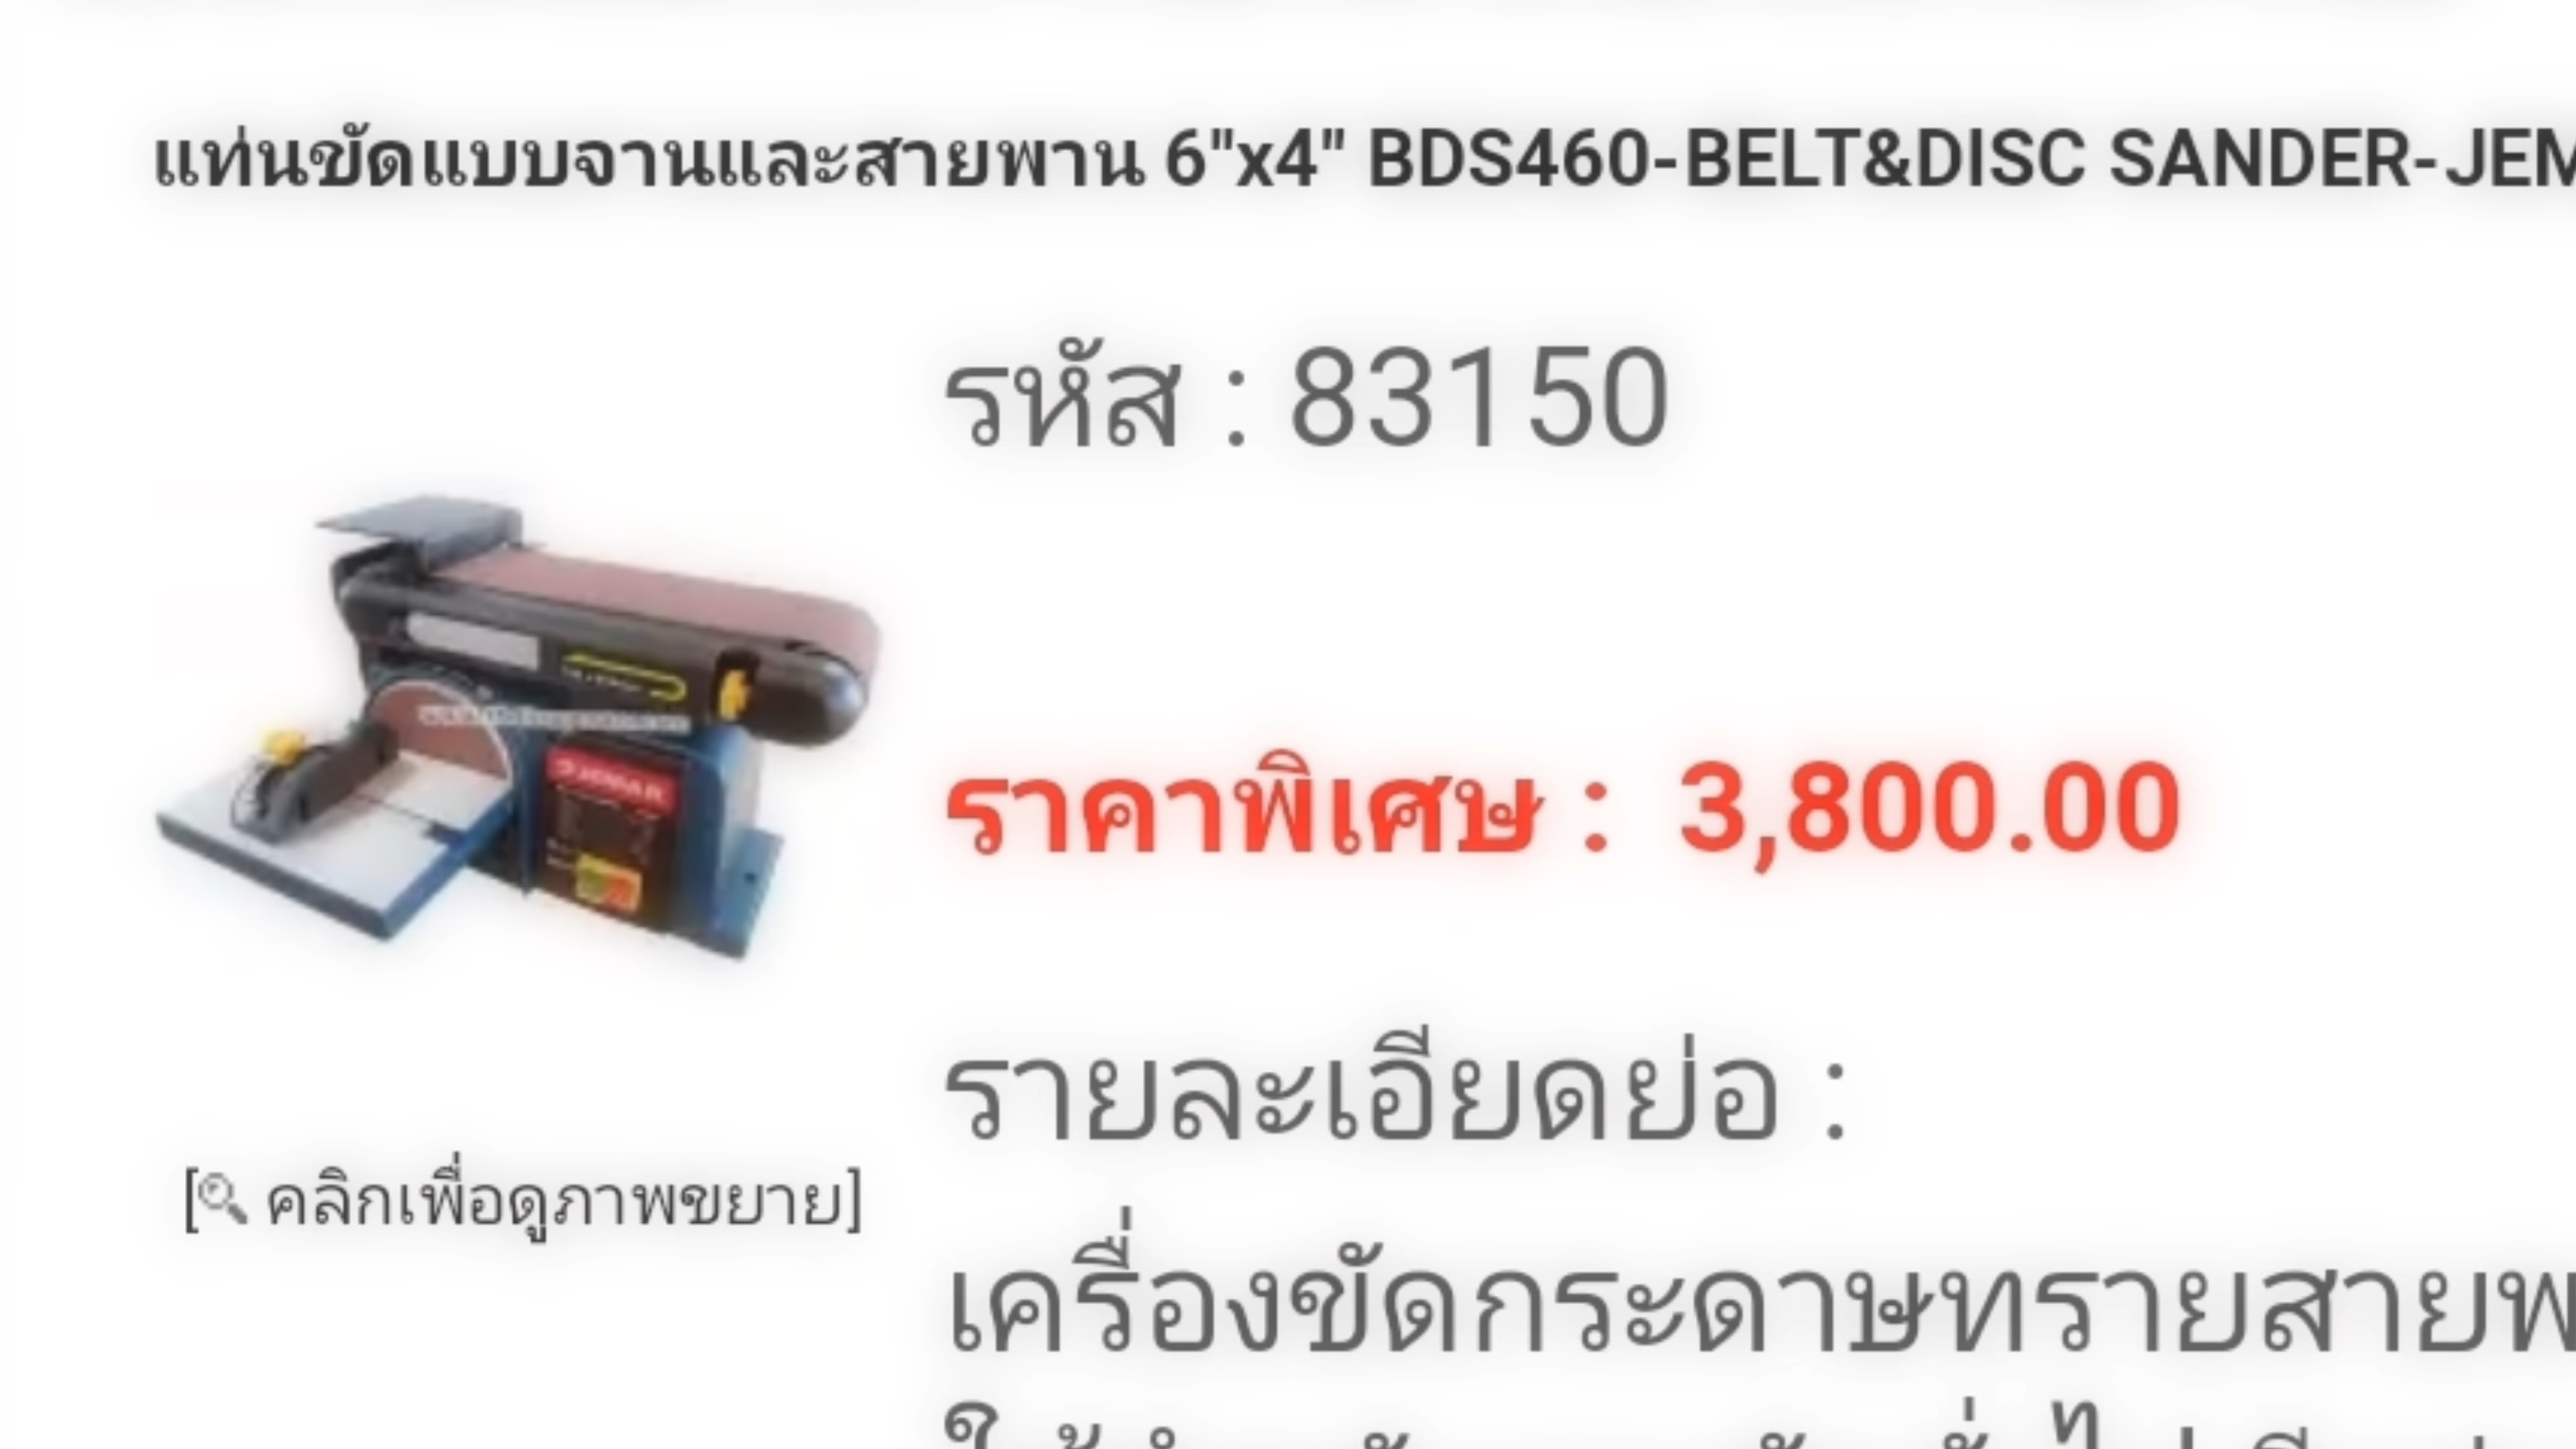 แท่นขัดแบบจานและสายพาน 6"x4" BDS460-BELT&DISC SANDER-JEM
รหัส : 83150
ราคาพิเศษ : 3,800.00
รายละเอียดย่อ :
[คลิกเพื่อดูภาพขยาย]
เครื่องขัดกระดาษทรายสายพ